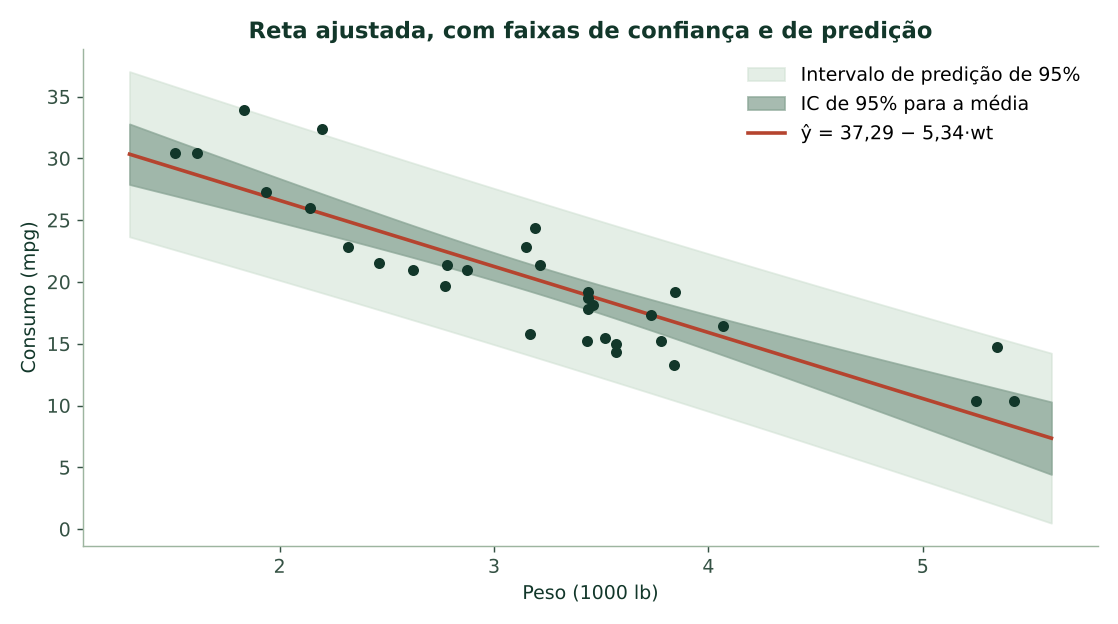 Reta ajustada, com faixas de confiança e de predição
Intervalo de predição de 95%
IC de 95% para a média
ŷ = 37,29 − 5,34·wt
Consumo (mpg)
35
30
25
20
15
10
5
0
2
3
4
5
Peso (1000 lb)